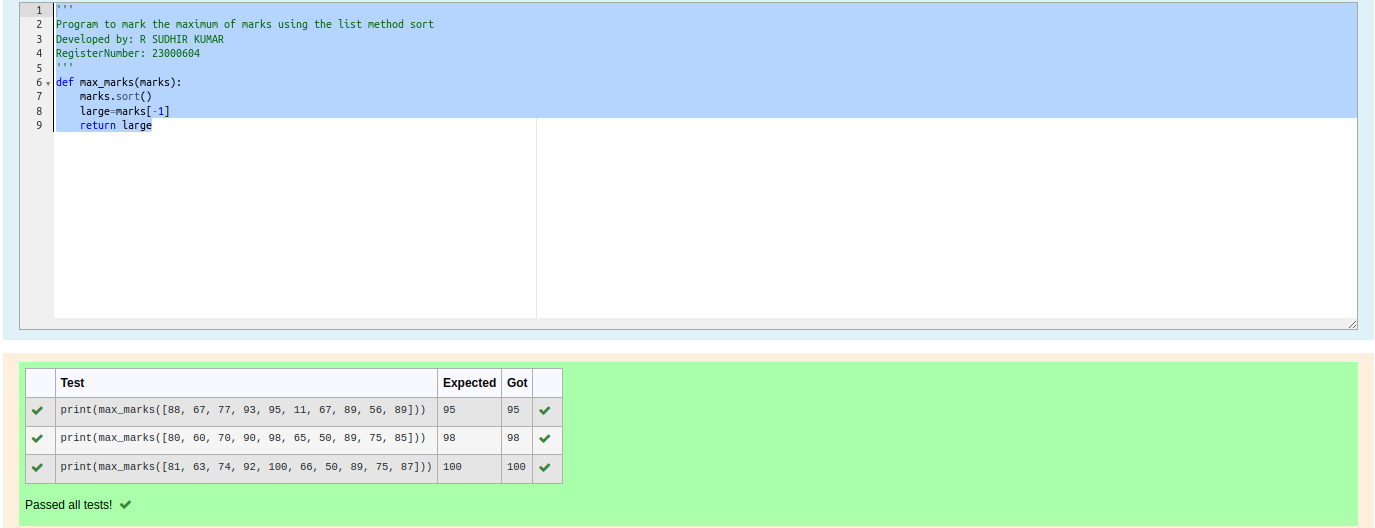 1 '''
2 Program to mark the maximum of marks using the list method sort
3 Developed by: R SUDHIR KUMAR
4 RegisterNumber: 23000604
5 '''
6 def max_marks(marks):
7     marks.sort()
8     large=marks[-1]
9     return large
Test Expected Got
print(max_marks([88, 67, 77, 93, 95, 11, 67, 89, 56, 89])) 95 95
print(max_marks([80, 60, 70, 90, 98, 65, 50, 89, 75, 85])) 98 98
print(max_marks([81, 63, 74, 92, 100, 66, 50, 89, 75, 87])) 100 100
Passed all tests!